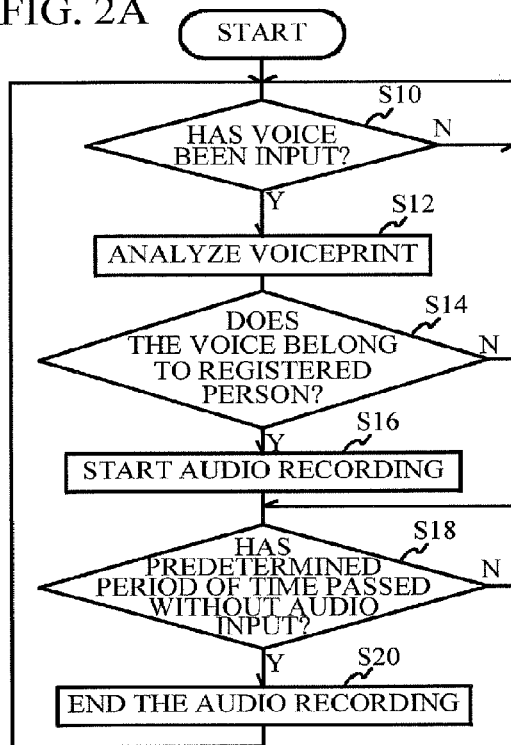 FIG. 2A
START
S10
HAS VOICE
BEEN INPUT?
N
Y
S12
ANALYZE VOICEPRINT
S14
DOES
THE VOICE BELONG
TO REGISTERED
PERSON?
N
Y
S16
START AUDIO RECORDING
S18
HAS
PREDETERMINED
PERIOD OF TIME PASSED
WITHOUT AUDIO
INPUT?
N
Y
S20
END THE AUDIO RECORDING